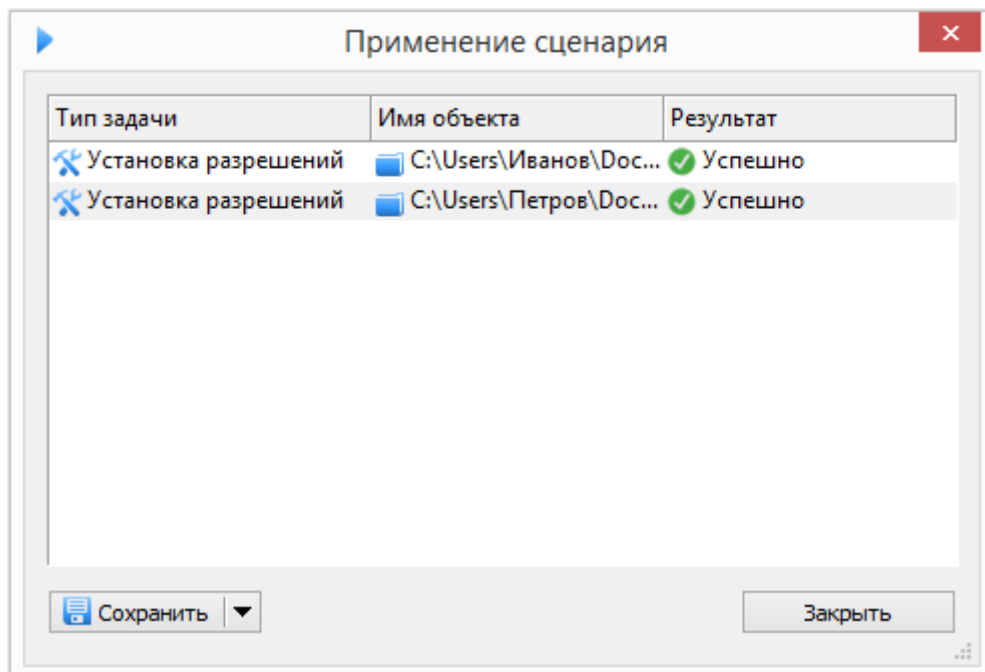 Применение сценария
Тип задачи Имя объекта Результат
Установка разрешений C:\Users\Иванов\Doc... Успешно
Установка разрешений C:\Users\Петров\Doc... Успешно
Сохранить Закрыть